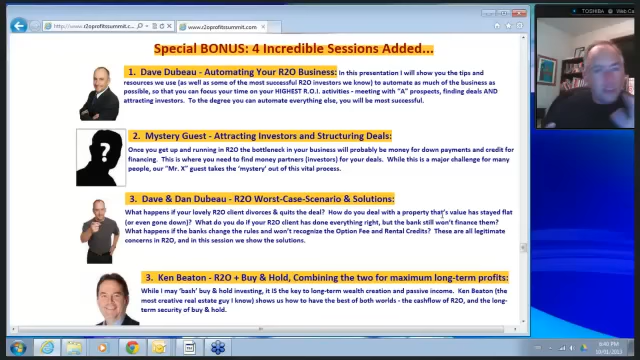 TOSHIBA Web Ca
http://www.r2oprofitssummit.com
www.r2oprofitssummit.com
Special BONUS: 4 Incredible Sessions Added...
1. Dave Dubeau - Automating Your R2O Business: In this presentation I will show you the tips and
resources we use (as well as some of the most successful R2O investors we know) to automate as much of the business as
possible, so that you can focus your time on your HIGHEST R.O.I. activities - meeting with "A" prospects, finding deals AND
attracting investors. To the degree you can automate everything else, you will be most successful.
?
2. Mystery Guest - Attracting Investors and Structuring Deals:
Once you get up and running in R2O the bottleneck in your business will probably be money for down payments and credit for
financing. This is where you need to find money partners (investors) for your deals. While this is a major challenge for many
people, our "Mr. X" guest takes the 'mystery' out of this vital process.
3. Dave & Dan Dubeau - R2O Worst-Case-Scenario & Solutions:
What happens if your lovely R2O client divorces & quits the deal? How do you deal with a property that's value has stayed flat
(or even gone down)? What do you do if your R2O client has done everything right, but the bank still won't finance them?
What happen if the banks change the rules and won't recognize the Option Fee and Rental Credits? These are all legitimate
concerns in R2O, and in this session we show the solutions.
3. Ken Beaton - R2O + Buy & Hold, Combining the two for maximum long-term profits:
While I may 'bash' buy & hold investing, it IS the key to long-term wealth creation and passive income. Ken Beaton (the
most creative real estate guy I know) shows us how to have the best of both worlds - the cashflow of R2O, and the long-
term security of buy & hold.